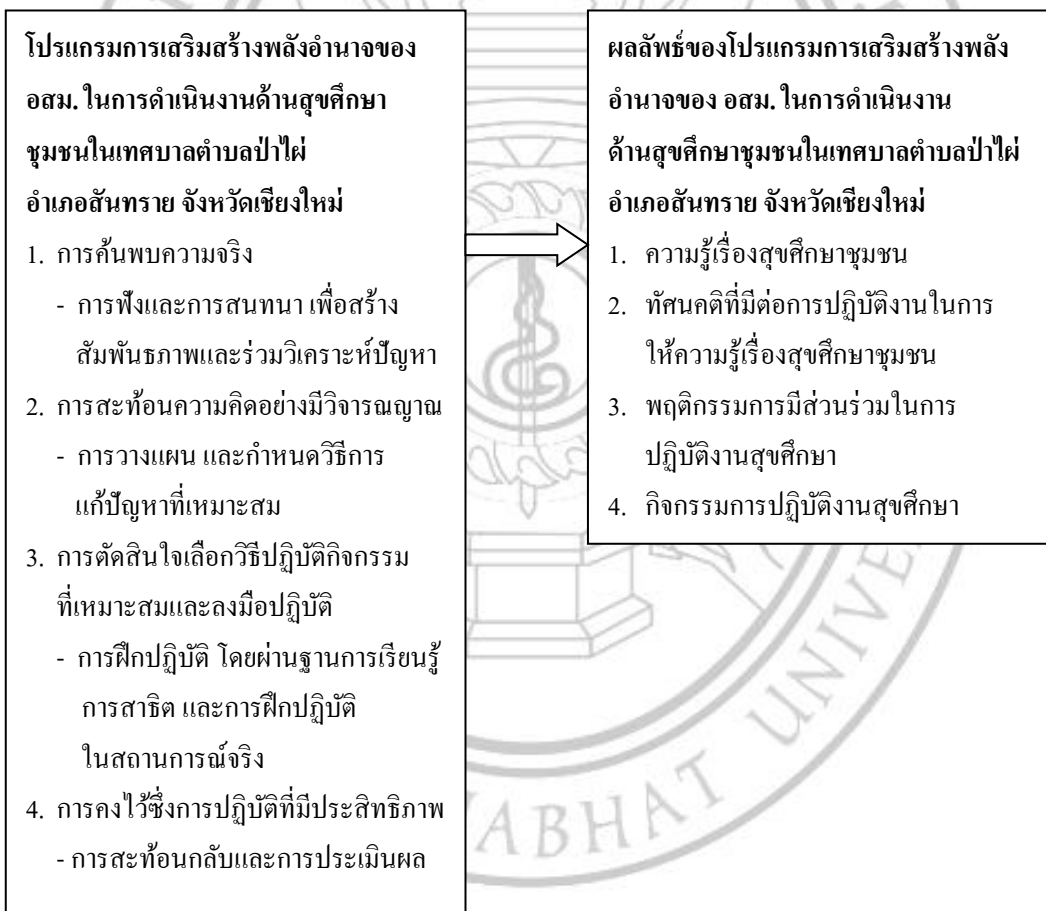 โปรแกรมการเสริมสร้างพลังอำนาจของ
อสม. ในการดำเนินงานด้านสุขศึกษา
ชุมชนในเทศบาลตำบลป่าไผ่
อำเภอสันทราย จังหวัดเชียงใหม่
1. การค้นพบความจริง
- การฟังและการสนทนา เพื่อสร้าง
สัมพันธภาพและร่วมวิเคราะห์ปัญหา
2. การสะท้อนความคิดอย่างมีวิจารณญาณ
- การวางแผน และกำหนดวิธีการ
แก้ปัญหาที่เหมาะสม
3. การตัดสินใจเลือกวิธีปฏิบัติกิจกรรม
ที่เหมาะสมและลงมือปฏิบัติ
- การฝึกปฏิบัติ โดยผ่านฐานการเรียนรู้
การสาธิต และการฝึกปฏิบัติ
ในสถานการณ์จริง
4. การคงไว้ซึ่งการปฏิบัติที่มีประสิทธิภาพ
- การสะท้อนกลับและการประเมินผล
ผลลัพธ์ของโปรแกรมการเสริมสร้างพลัง
อำนาจของ อสม. ในการดำเนินงาน
ด้านสุขศึกษาชุมชนในเทศบาลตำบลป่าไผ่
อำเภอสันทราย จังหวัดเชียงใหม่
1. ความรู้เรื่องสุขศึกษาชุมชน
2. ทัศนคติที่มีต่อการปฏิบัติงานในการ
ให้ความรู้เรื่องสุขศึกษาชุมชน
3. พฤติกรรมการมีส่วนร่วมในการ
ปฏิบัติงานสุขศึกษา
4. กิจกรรมการปฏิบัติงานสุขศึกษา